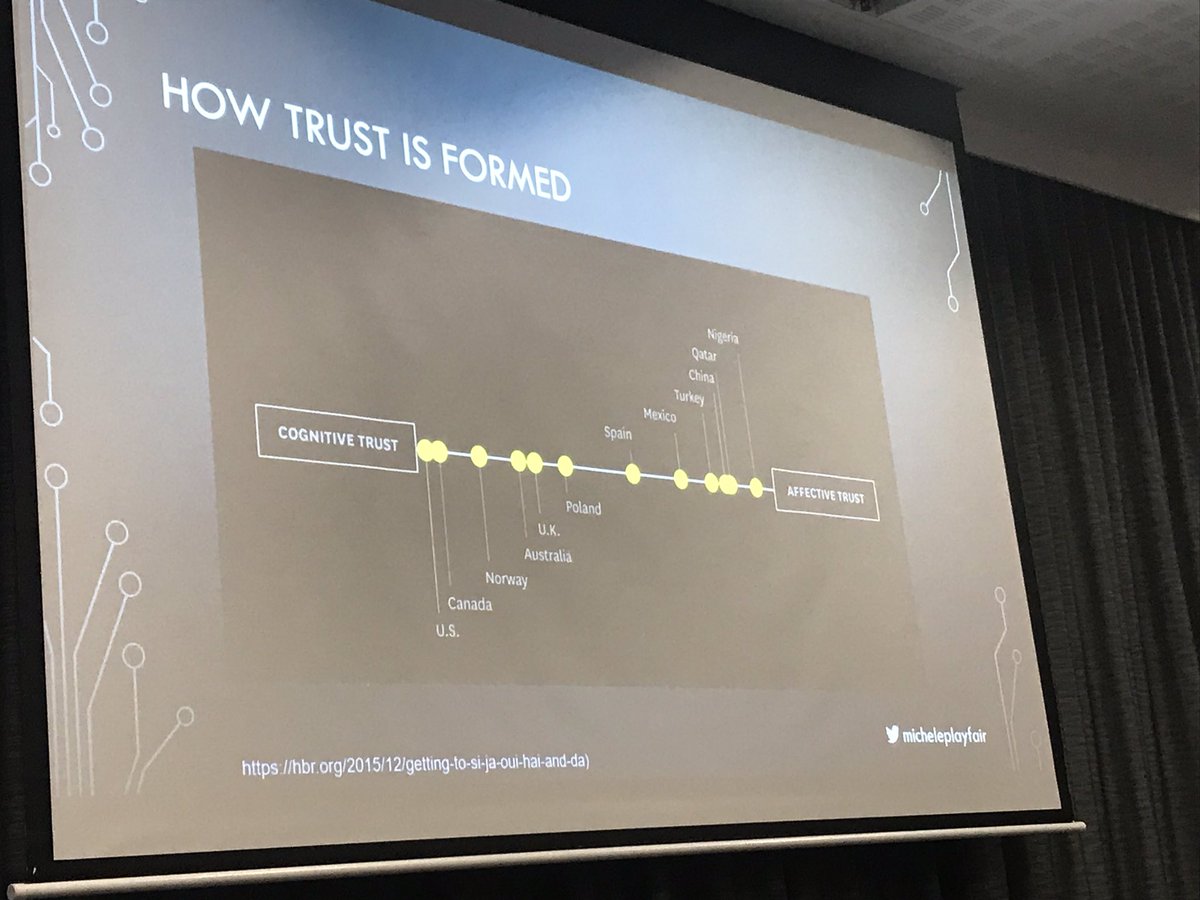 HOW TRUST IS FORMED
Nigeria
Qatar
China
Turkey
Mexico
Spain
COGNITIVE TRUST
AFFECTIVE TRUST
Poland
U.K.
Australia
Norway
Canada
U.S.
micheleplayfair
https://hbr.org/2015/12/getting-to-si-ja-oui-hai-and-da)